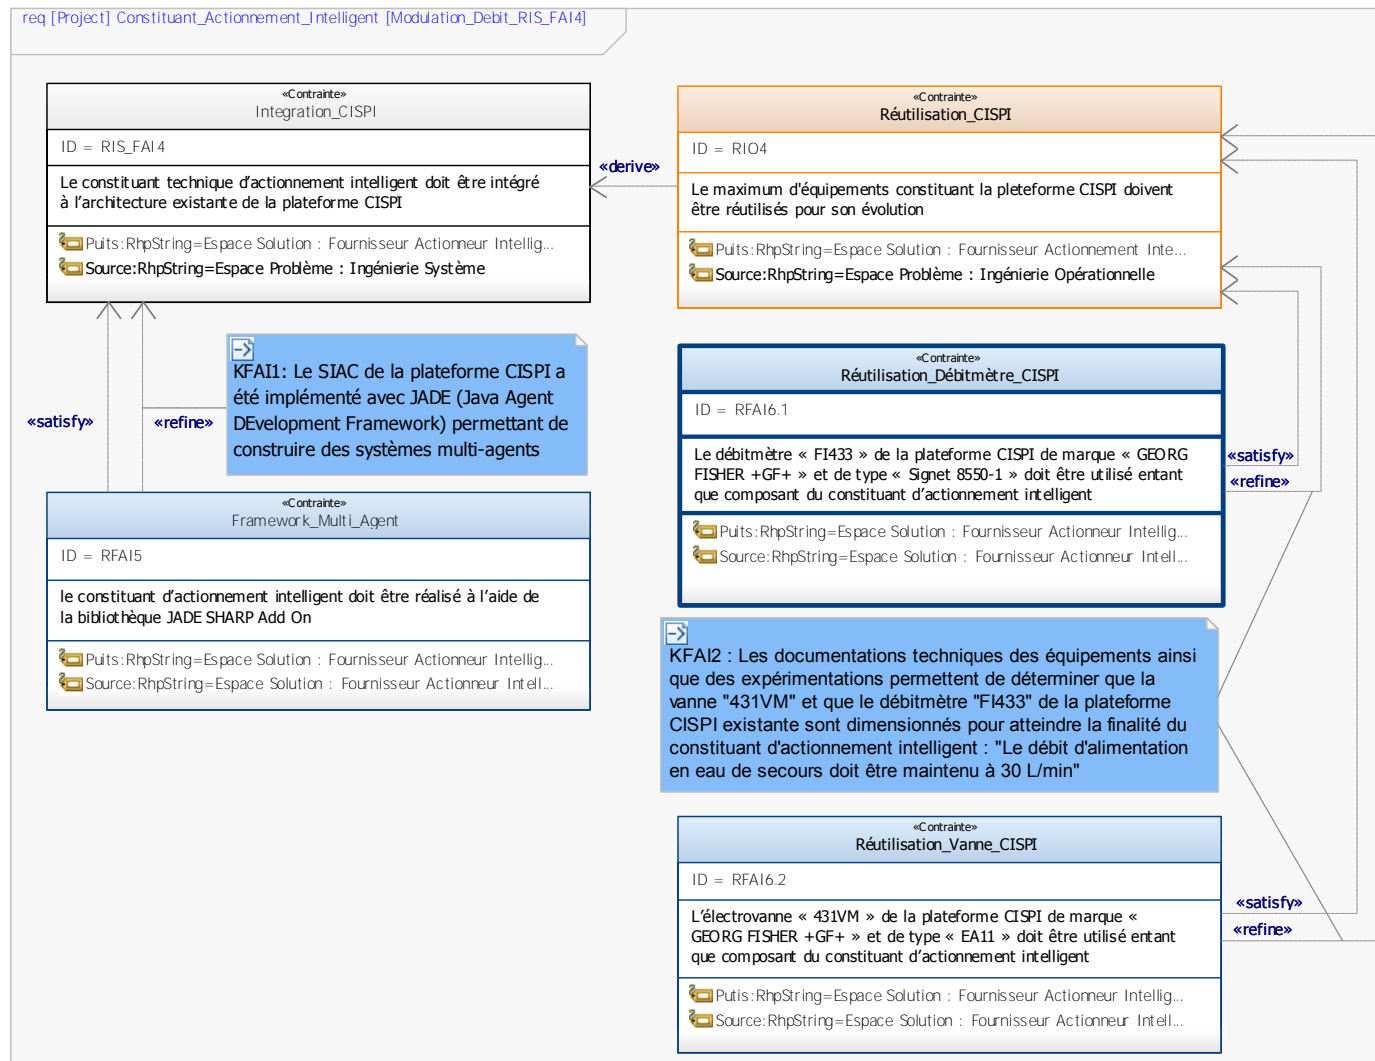 req [Project] Constituant_Actionnement_Intelligent [Modulation_Debit_RIS_FAI4]
«Contrainte»
Integration_CISPI
ID = RIS_FAI4
Le constituant technique d'actionnement intelligent doit être intégré
à l'architecture existante de la plateforme CISPI
Puits:RhpString=Espace Solution : Fournisseur Actionneur Intellig...
Source:RhpString=Espace Problème : Ingénierie Système
«derive»
«Contrainte»
Réutilisation_CISPI
ID = RIO4
Le maximum d'équipements constituant la pleteforme CISPI doivent
être réutilisés pour son évolution
Puits:RhpString=Espace Solution : Fournisseur Actionnement Inte...
Source:RhpString=Espace Problème : Ingénierie Opérationnelle
«satisfy»
«refine»
KFAI1: Le SIAC de la plateforme CISPI a
été implémenté avec JADE (Java Agent
DEvelopment Framework) permettant de
construire des systèmes multi-agents
«Contrainte»
Framework_Multi_Agent
ID = RFAI5
le constituant d'actionnement intelligent doit être réalisé à l'aide de
la bibliothèque JADE SHARP Add On
Puits:RhpString=Espace Solution : Fournisseur Actionneur Intellig...
Source:RhpString=Espace Solution : Fournisseur Actionneur Intell...
«Contrainte»
Réutilisation_Débitmètre_CISPI
ID = RFAI6.1
Le débitmètre « FI433 » de la plateforme CISPI de marque « GEORG
FISHER +GF+ » et de type « Signet 8550-1 » doit être utilisé entant
que composant du constituant d'actionnement intelligent
Puits:RhpString=Espace Solution : Fournisseur Actionneur Intellig...
Source:RhpString=Espace Solution : Fournisseur Actionneur Intell...
«satisfy»
«refine»
KFAI2 : Les documentations techniques des équipements ainsi
que des expérimentations permettent de déterminer que la
vanne "431VM" et que le débitmètre "FI433" de la plateforme
CISPI existante sont dimensionnés pour atteindre la finalité du
constituant d'actionnement intelligent : "Le débit d'alimentation
en eau de secours doit être maintenu à 30 L/min"
«Contrainte»
Réutilisation_Vanne_CISPI
ID = RFAI6.2
L'électrovanne « 431VM » de la plateforme CISPI de marque «
GEORG FISHER +GF+ » et de type « EA11 » doit être utilisé entant
que composant du constituant d'actionnement intelligent
Putis:RhpString=Espace Solution : Fournisseur Actionneur Intellig...
Source:RhpString=Espace Solution : Fournisseur Actionneur Intell...
«satisfy»
«refine»